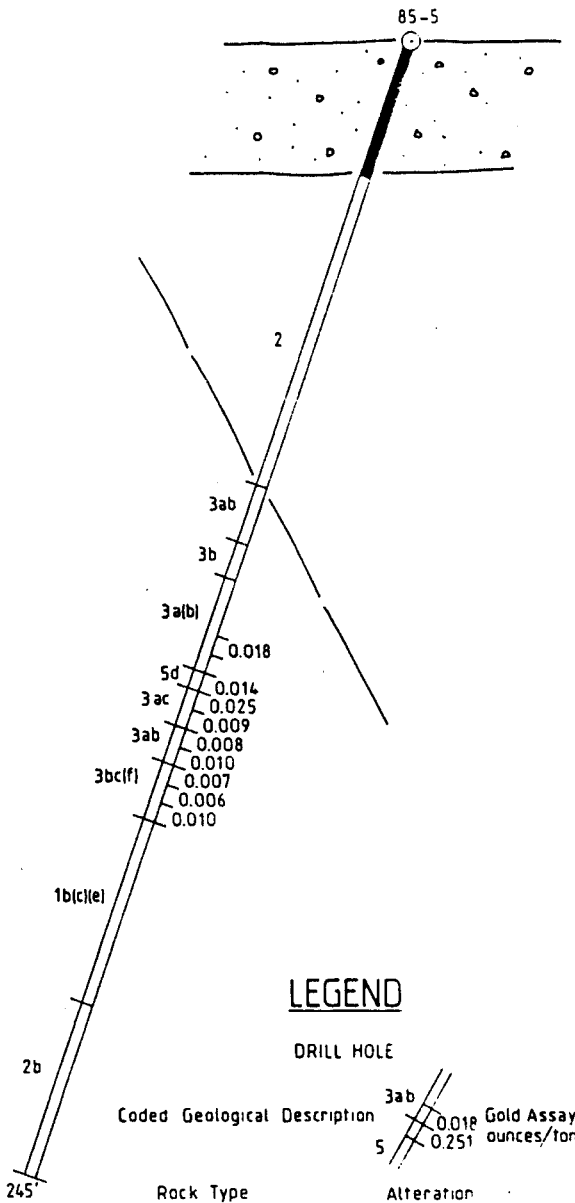 85-5
2
3ab
3b
3a(b)
0.018
5d
0.014
3ac
0.025
0.009
3ab
0.008
0.010
3bc(f)
0.007
0.006
0.010
1b(c)(e)
LEGEND
DRILL HOLE
2b
3ab
Coded Geological Description
0.018 Gold Assay
5
0.251 ounces/ton
245'
Rock Type
Alteration